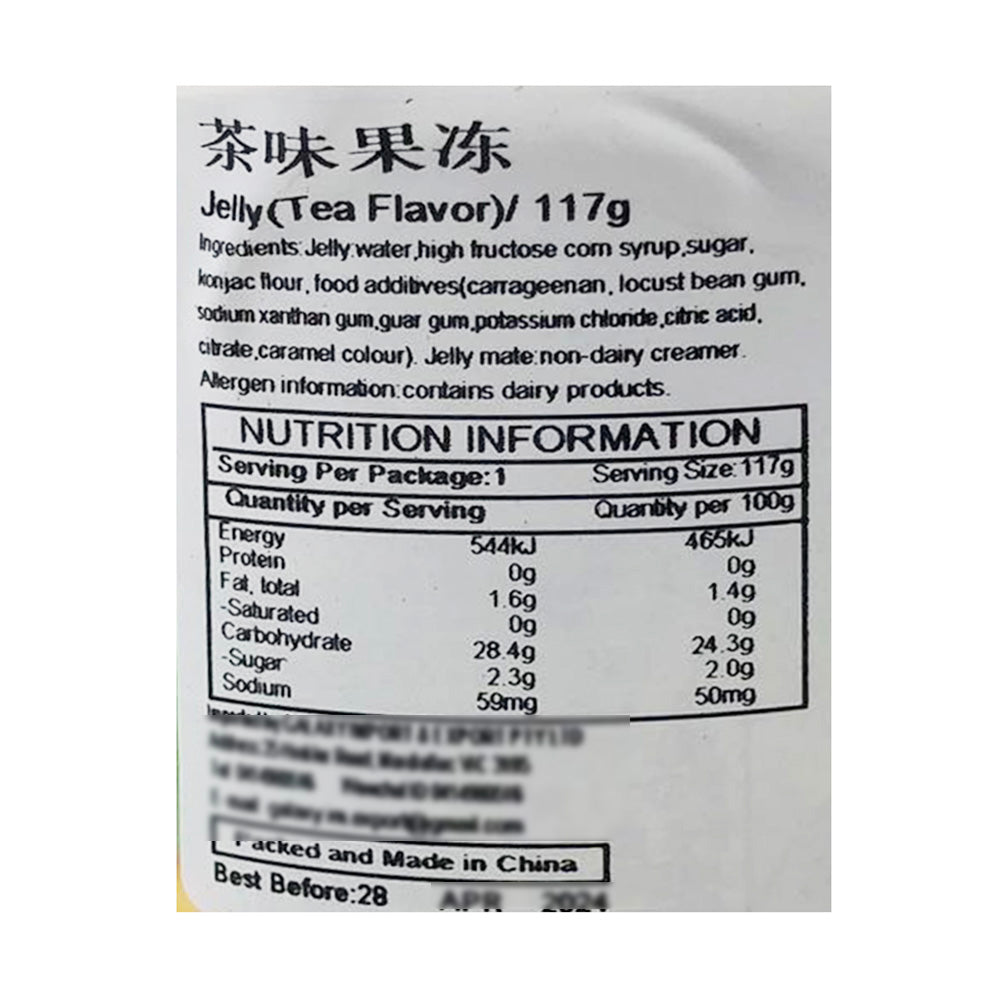 茶味果冻
Jelly(Tea Flavor)/ 117g
Ingredients:Jelly:water,high fructose corn syrup,sugar,
konjac flour, food additives(carrageenan, locust bean gum,
sodium xanthan gum,guar gum,potassium chloride,citric acid,
citrate,caramel colour). Jelly mate:non-dairy creamer.
Allergen information:contains dairy products.
NUTRITION INFORMATION
Serving Per Package:1 Serving Size:117g
Quantity per Serving Quantity per 100g
Energy 544kJ 465kJ
Protein 0g 0g
Fat, total 1.6g 1.4g
-Saturated 0g 0g
Carbohydrate 28.4g 24.3g
-Sugar 2.3g 2.0g
Sodium 59mg 50mg
Packed and Made in China
Best Before:28 APR 2024